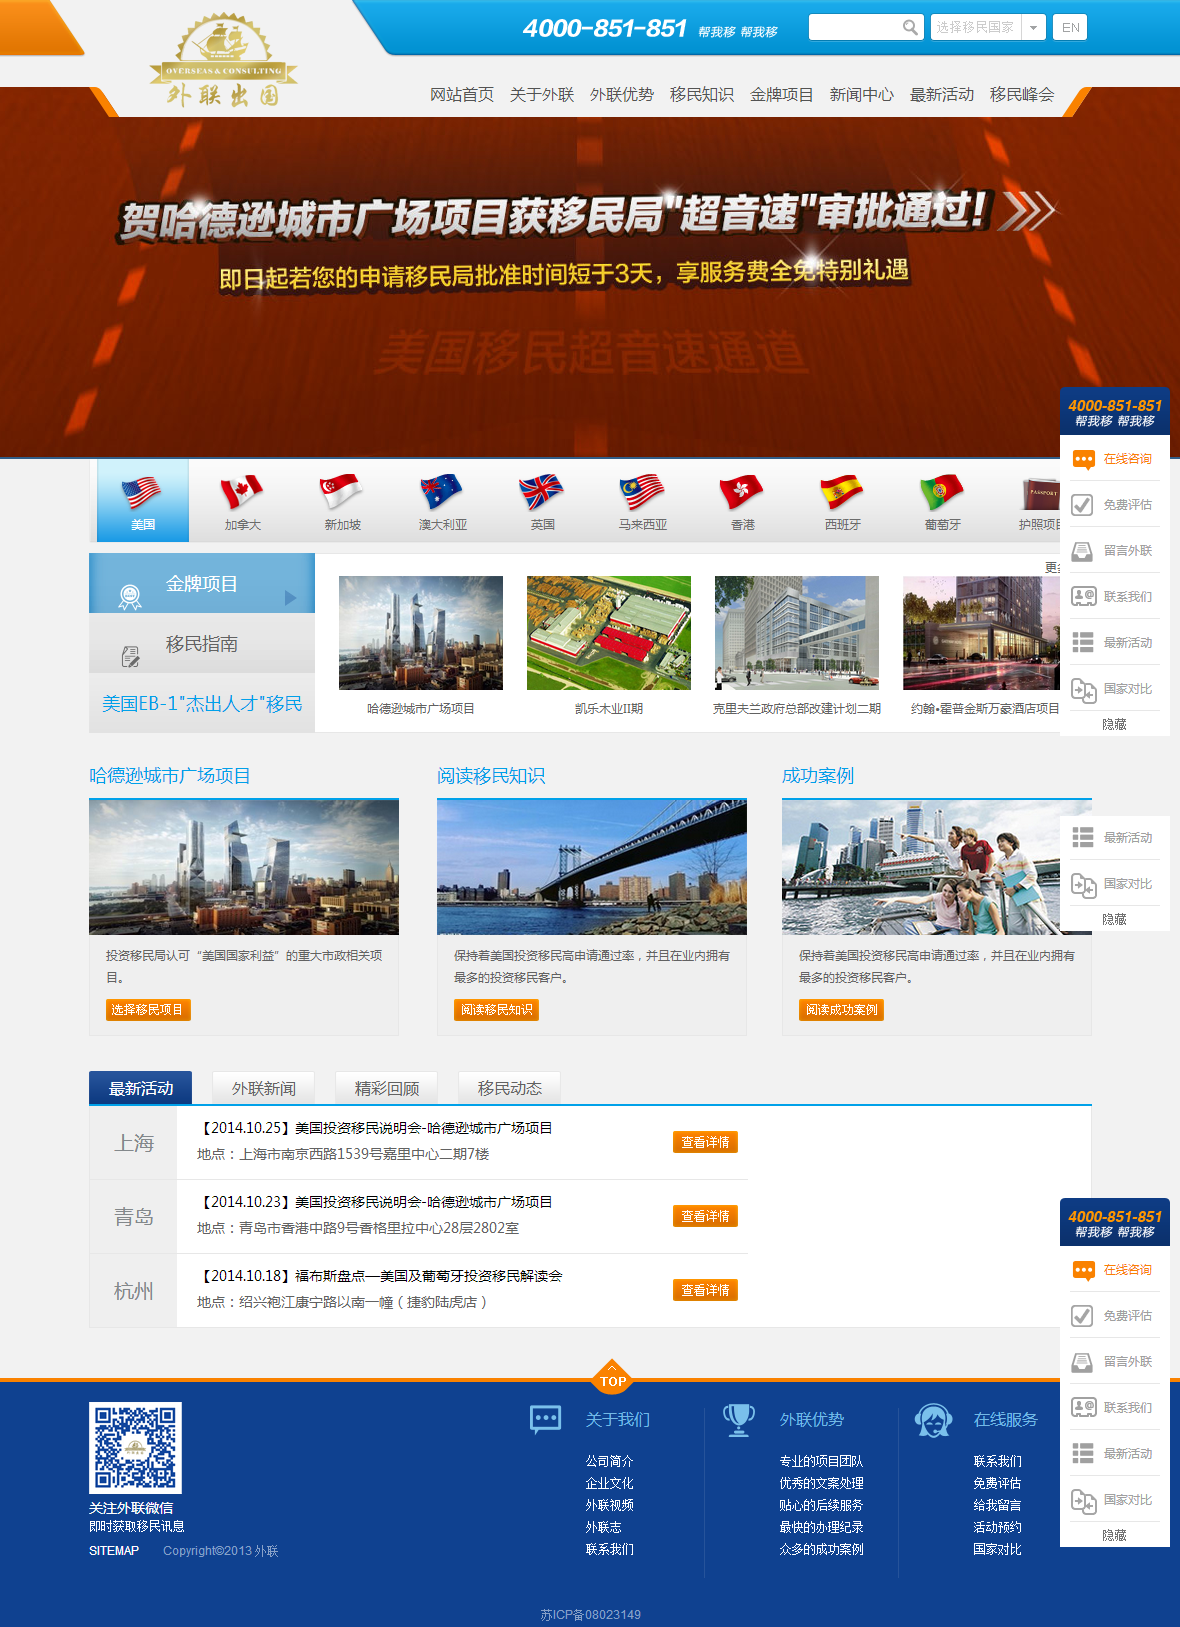 4000-851-851 帮我移 帮我移
选择移民国家
EN
OVERSEAS & CONSULTING
外联出国
网站首页 关于外联 外联优势 移民知识 金牌项目 新闻中心 最新活动 移民峰会
贺哈德逊城市广场项目获移民局"超音速"审批通过!
即日起若您的申请移民局批准时间短于3天，享服务费全免特别礼遇
美国移民超音速通道
4000-851-851
帮我移 帮我移
在线咨询
免费评估
留言外联
联系我们
最新活动
国家对比
隐藏
美国 加拿大 新加坡 澳大利亚 英国 马来西亚 香港 西班牙 葡萄牙 护照项目
PASSPORT
金牌项目
移民指南
美国EB-1"杰出人才"移民
哈德逊城市广场项目
凯乐木业II期
克里夫兰政府总部改建计划二期
约翰•霍普金斯万豪酒店项目
哈德逊城市广场项目
投资移民局认可“美国国家利益”的重大市政相关项
目。
选择移民项目
阅读移民知识
保持着美国投资移民高申请通过率，并且在业内拥有
最多的投资移民客户。
阅读移民知识
成功案例
保持着美国投资移民高申请通过率，并且在业内拥有
最多的投资移民客户。
阅读成功案例
最新活动
国家对比
隐藏
最新活动 外联新闻 精彩回顾 移民动态
上海
【2014.10.25】美国投资移民说明会-哈德逊城市广场项目
地点：上海市南京西路1539号嘉里中心二期7楼
查看详情
青岛
【2014.10.23】美国投资移民说明会-哈德逊城市广场项目
地点：青岛市香港中路9号香格里拉中心28层2802室
查看详情
杭州
【2014.10.18】福布斯盘点—美国及葡萄牙投资移民解读会
地点：绍兴袍江康宁路以南一幢（捷豹陆虎店）
查看详情
4000-851-851
帮我移 帮我移
在线咨询
免费评估
留言外联
联系我们
最新活动
国家对比
隐藏
TOP
关注外联微信
即时获取移民讯息
SITEMAP Copyright©2013 外联
关于我们
公司简介
企业文化
外联视频
外联志
联系我们
外联优势
专业的项目团队
优秀的文案处理
贴心的后续服务
最快的办理纪录
众多的成功案例
在线服务
联系我们
免费评估
给我留言
活动预约
国家对比
苏ICP备08023149